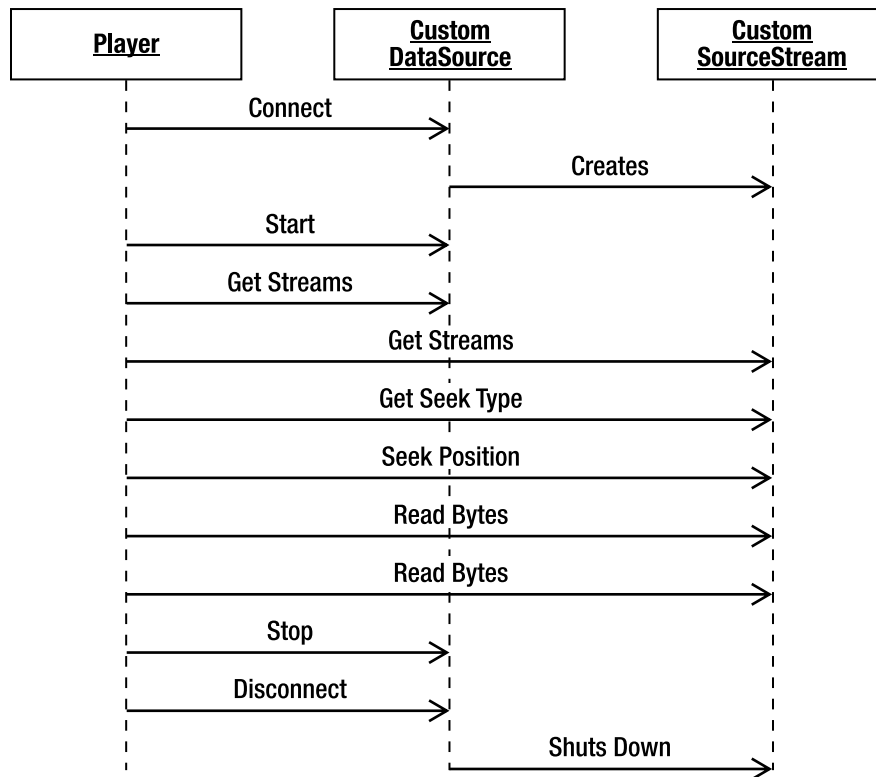 Player
Custom
DataSource
Custom
SourceStream
Connect
Creates
Start
Get Streams
Get Streams
Get Seek Type
Seek Position
Read Bytes
Read Bytes
Stop
Disconnect
Shuts Down